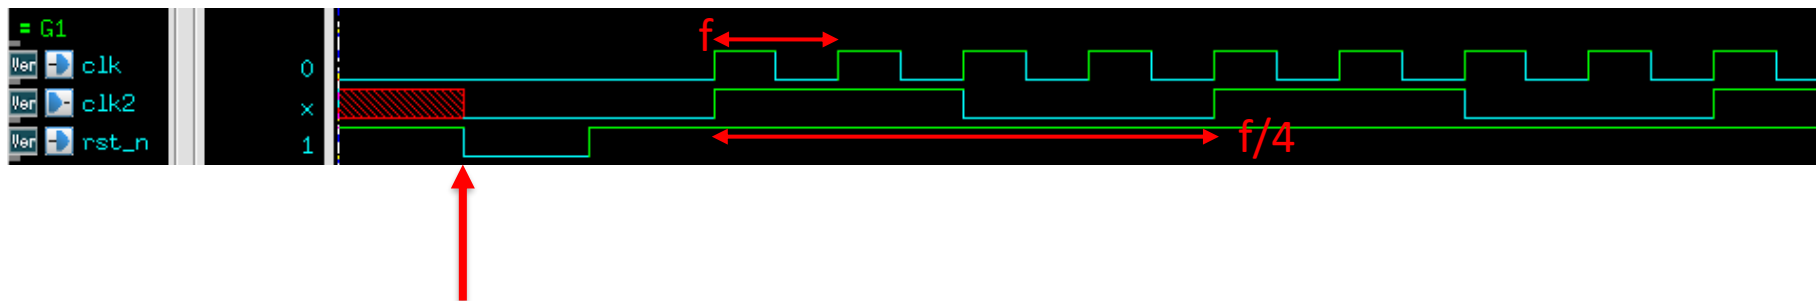 = G1
f
Ver clk 0
Ver clk2 x
Ver rst_n 1
f/4